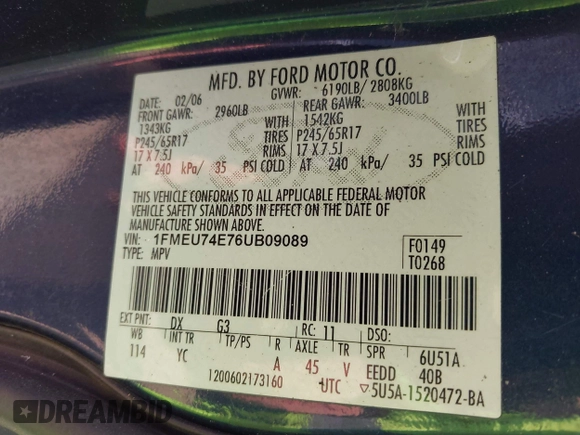 MFD. BY FORD MOTOR CO.
DATE: 02/06 GVWR: 6190LB/ 2808KG
FRONT GAWR: 2960LB REAR GAWR: 3400LB
1343KG WITH 1542KG WITH
P245/65R17 TIRES P245/65R17 TIRES
17 X 7.5J RIMS 17 X 7.5J RIMS
AT 240 kPa/ 35 PSI COLD AT 240 kPa/ 35 PSI COLD
THIS VEHICLE CONFORMS TO ALL APPLICABLE FEDERAL MOTOR
VEHICLE SAFETY STANDARDS IN EFFECT ON THE DATE OF
MANUFACTURE SHOWN ABOVE.
VIN: 1FMEU74E76UB09089 F0149
TYPE: MPV T0268
EXT PNT: DX G3 RC: 11 DSO:
WB INT TR TP/PS R AXLE TR SPR 6U51A
114 YC A 45 V EEDD 40B
1200602173160 -UTC ▽5U5A-1520472-BA
DREAMBID